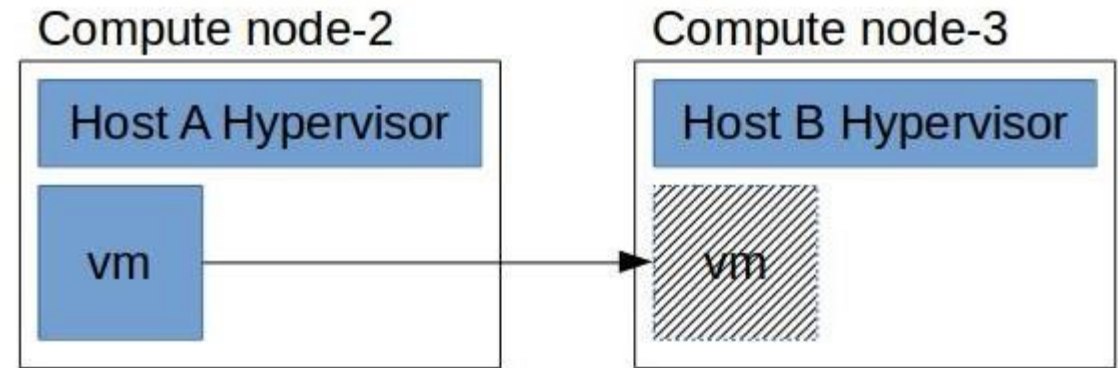 Compute node-2
Compute node-3
Host A Hypervisor
Host B Hypervisor
vm
vm